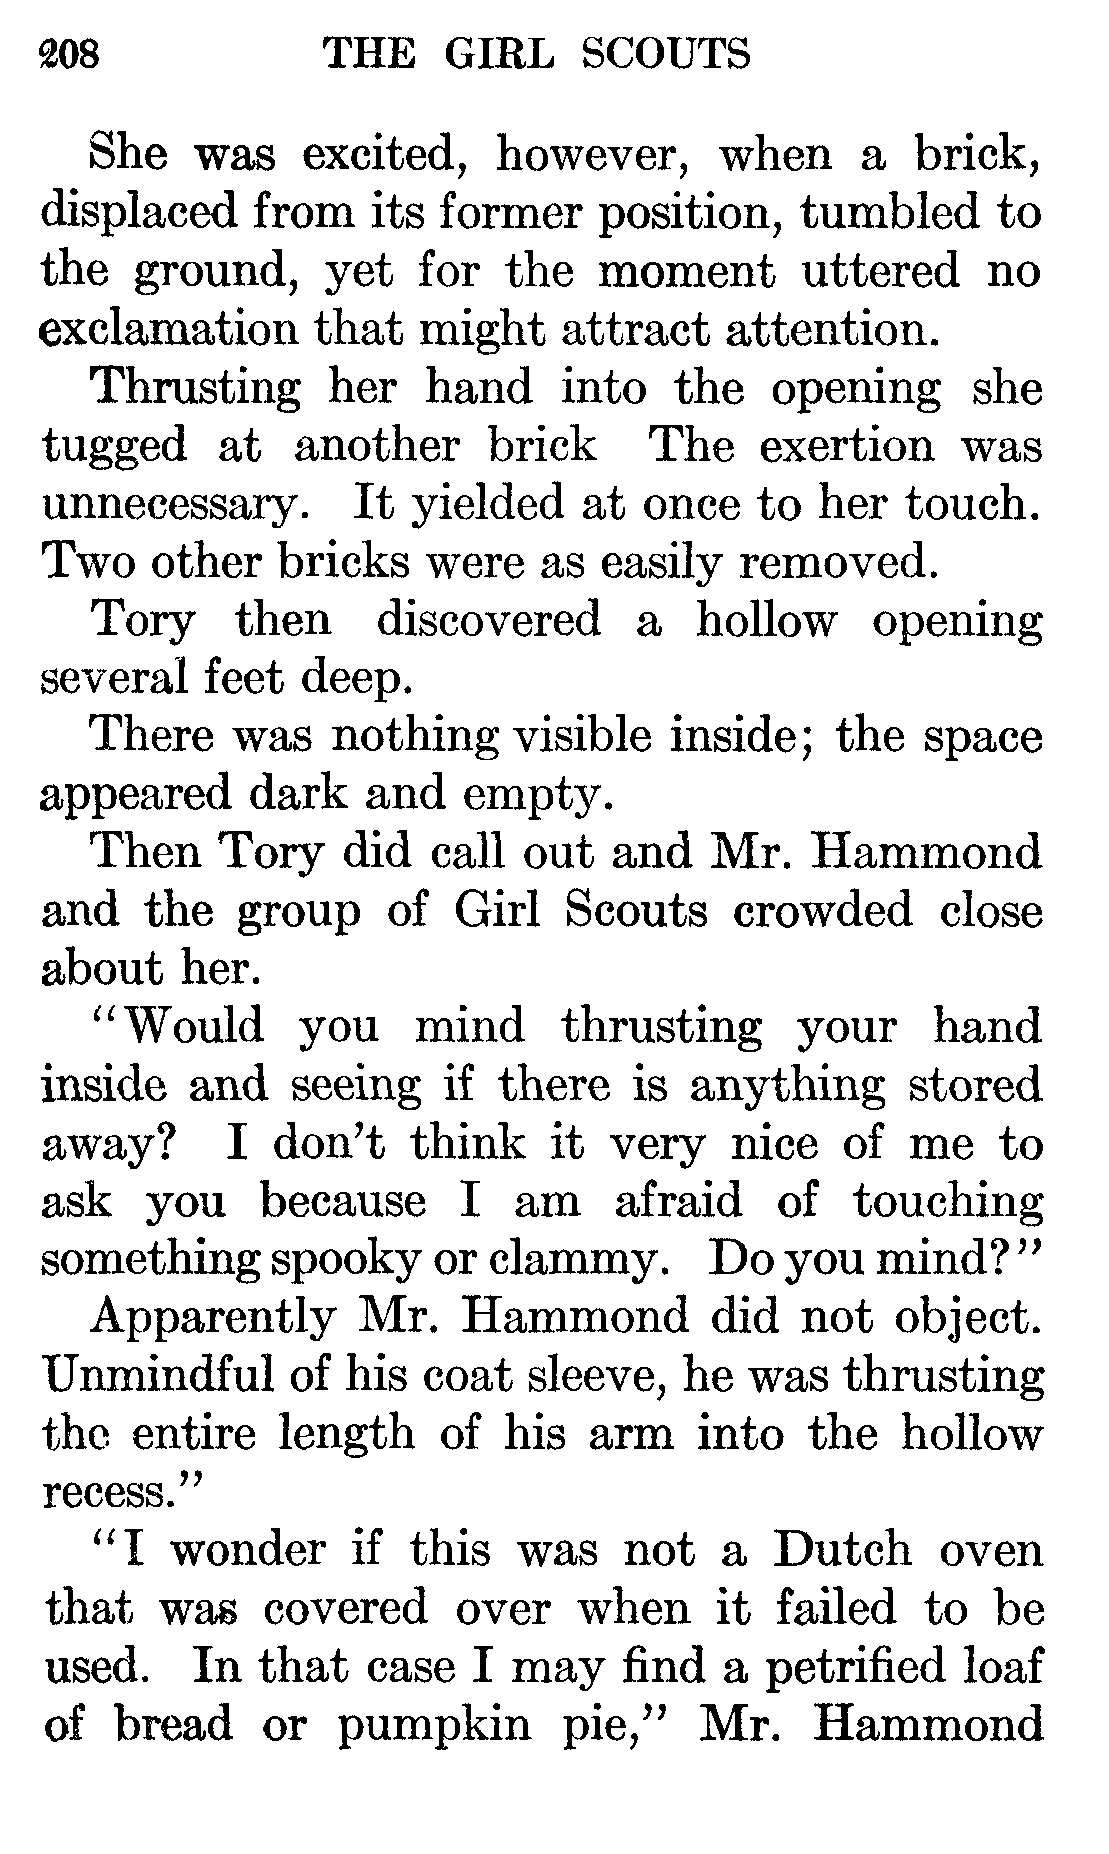 208 THE GIRL SCOUTS
She was excited, however, when a brick,
displaced from its former position, tumbled to
the ground, yet for the moment uttered no
exclamation that might attract attention.
Thrusting her hand into the opening she
tugged at another brick The exertion was
unnecessary. It yielded at once to her touch.
Two other bricks were as easily removed.
Tory then discovered a hollow opening
several feet deep.
There was nothing visible inside; the space
appeared dark and empty.
Then Tory did call out and Mr. Hammond
and the group of Girl Scouts crowded close
about her.
“Would you mind thrusting your hand
inside and seeing if there is anything stored
away? I don’t think it very nice of me to
ask you because I am afraid of touching
something spooky or clammy. Do you mind?”
Apparently Mr. Hammond did not object.
Unmindful of his coat sleeve, he was thrusting
the entire length of his arm into the hollow
recess.”
“I wonder if this was not a Dutch oven
that was covered over when it failed to be
used. In that case I may find a petrified loaf
of bread or pumpkin pie,” Mr. Hammond